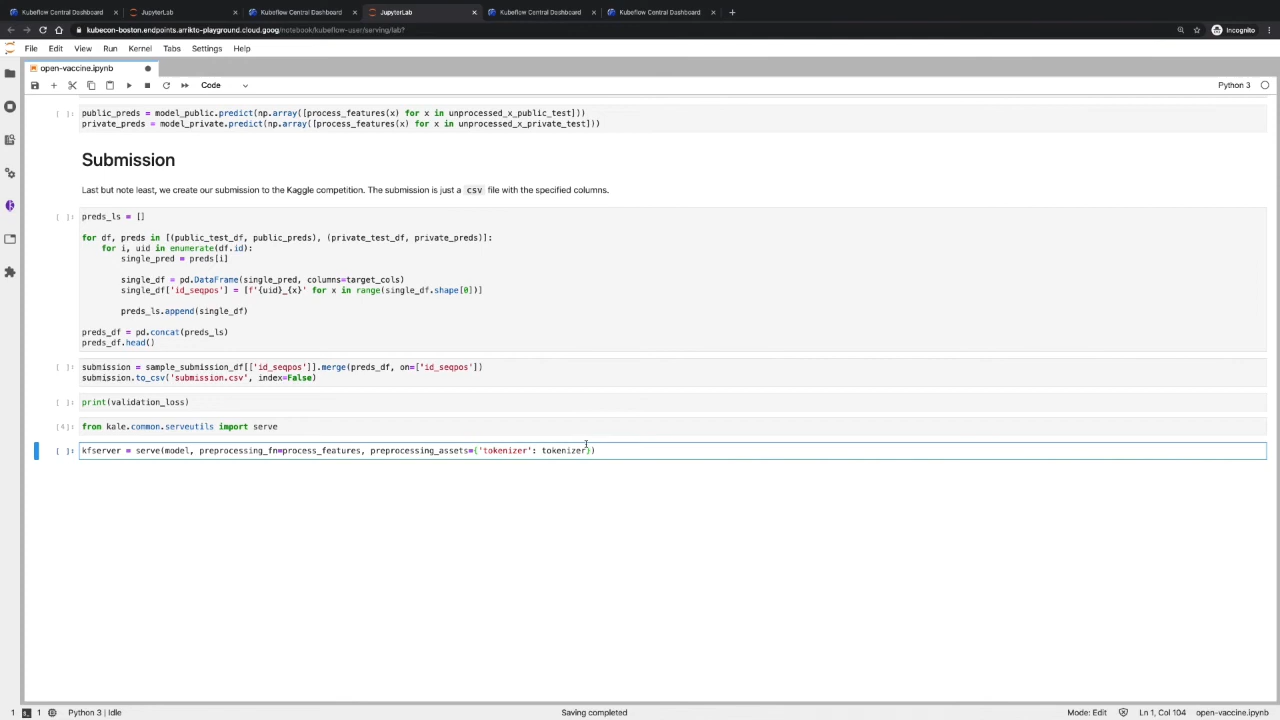 Kubeflow Central Dashboard
JupyterLab
Kubeflow Central Dashboard
JupyterLab
Kubeflow Central Dashboard
Kubeflow Central Dashboard
kubecon-boston.endpoints.arrikto-playground.cloud.goog/notebook/kubeflow-user/serving/lab?
Incognito
File Edit View Run Kernel Tabs Settings Help
open-vaccine.ipynb
Code
Python 3
[ ]: public_preds = model_public.predict(np.array([process_features(x) for x in unprocessed_x_public_test]))
private_preds = model_private.predict(np.array([process_features(x) for x in unprocessed_x_private_test]))
Submission
Last but note least, we create our submission to the Kaggle competition. The submission is just a csv file with the specified columns.
[ ]: preds_ls = []
for df, preds in [(public_test_df, public_preds), (private_test_df, private_preds)]:
for i, uid in enumerate(df.id):
single_pred = preds[i]
single_df = pd.DataFrame(single_pred, columns=target_cols)
single_df['id_seqpos'] = [f'{uid}_{x}' for x in range(single_df.shape[0])]
preds_ls.append(single_df)
preds_df = pd.concat(preds_ls)
preds_df.head()
[ ]: submission = sample_submission_df[['id_seqpos']].merge(preds_df, on=['id_seqpos'])
submission.to_csv('submission.csv', index=False)
[ ]: print(validation_loss)
[4]: from kale.common.serveutils import serve
[ ]: kfserver = serve(model, preprocessing_fn=process_features, preprocessing_assets={'tokenizer': tokenizer})
1 1 Python 3 | Idle Saving completed Mode: Edit Ln 1, Col 104 open-vaccine.ipynb